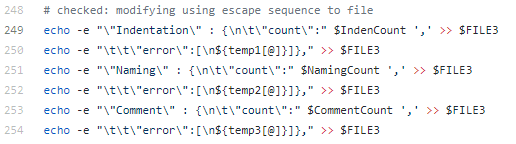 248 # checked: modifying using escape sequence to file
249 echo -e "\"Indentation\" : {\n\t\"count\":" $IndenCount ',' >> $FILE3
250 echo -e "\t\t\"error\":[\n${temp1[@]}]}," >> $FILE3
251 echo -e "\"Naming\" : {\n\t\"count\":" $NamingCount ',' >> $FILE3
252 echo -e "\t\t\"error\":[\n${temp2[@]}]}," >> $FILE3
253 echo -e "\"Comment\" : {\n\t\"count\":" $CommentCount ',' >> $FILE3
254 echo -e "\t\t\"error\":[\n${temp3[@]}]}," >> $FILE3